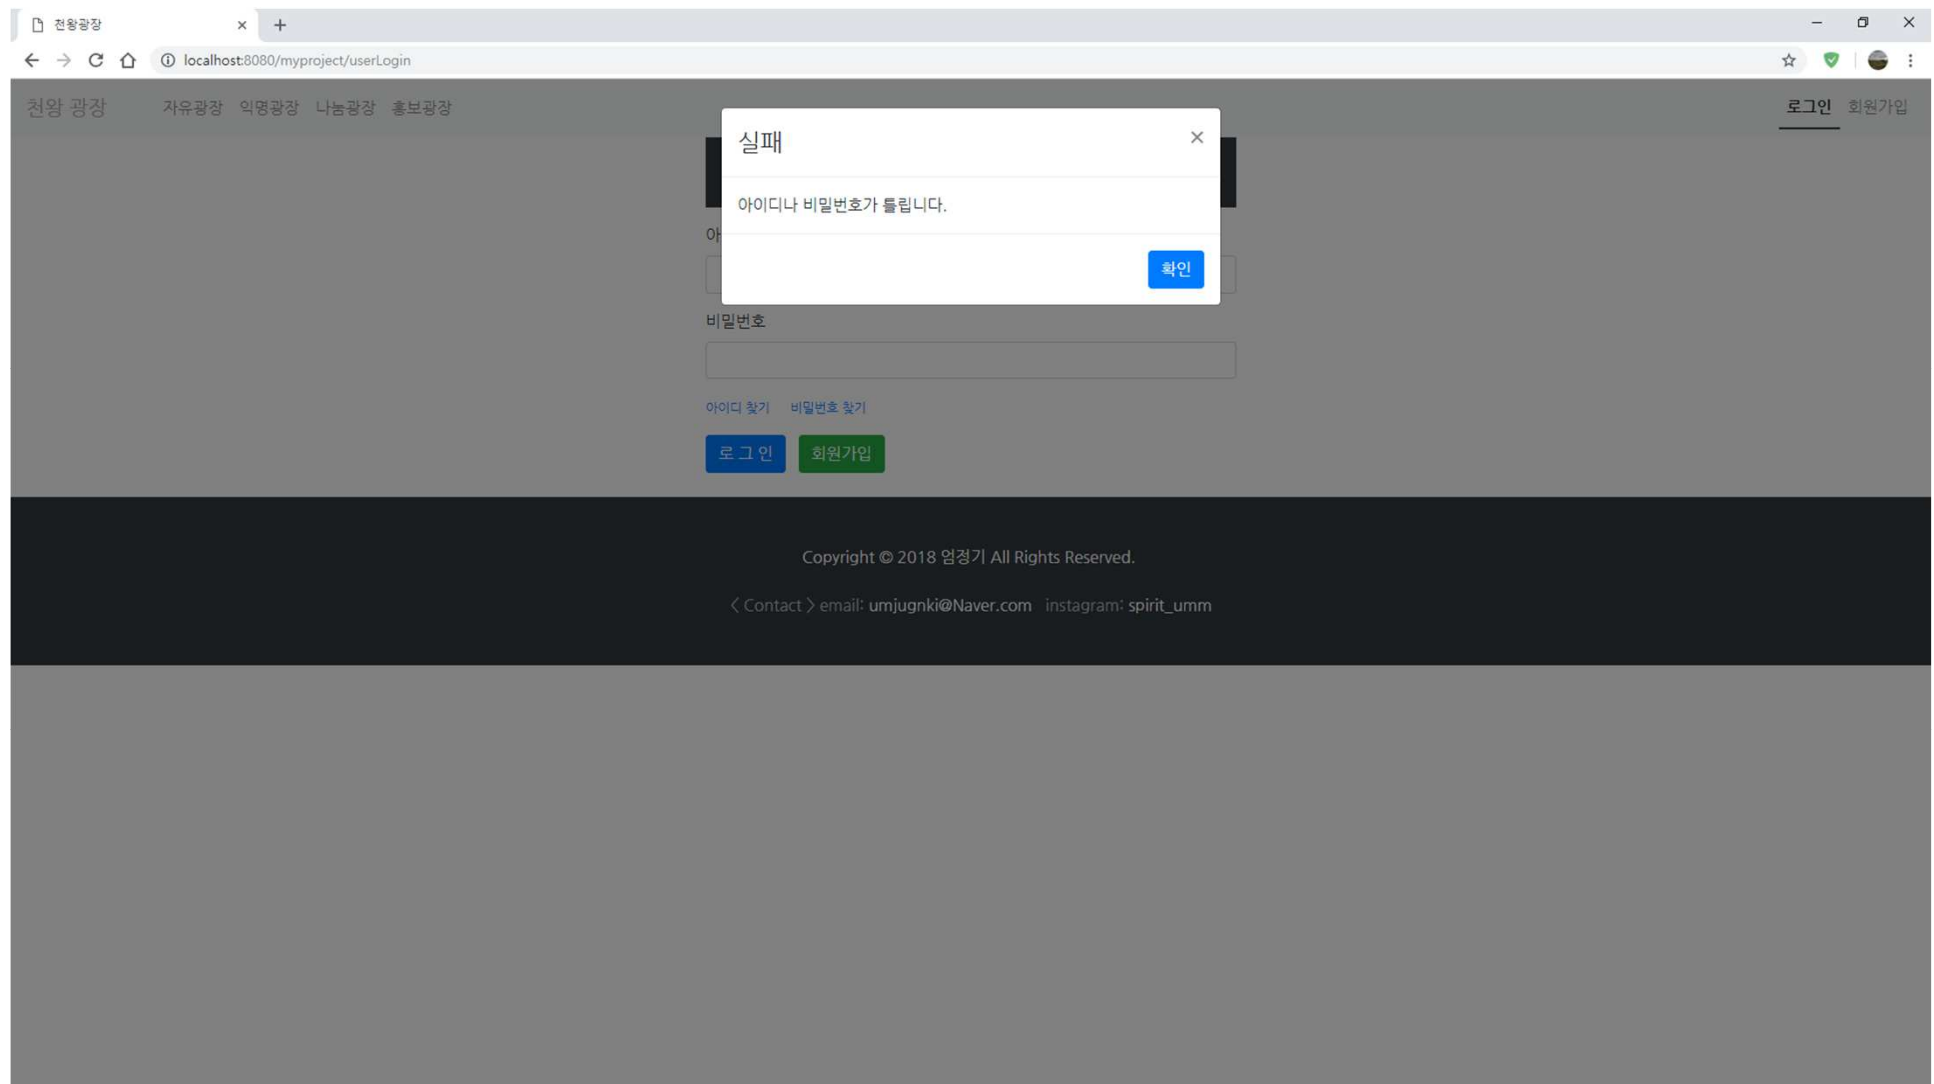 천왕광장
localhost:8080/myproject/userLogin
천왕 광장 자유광장 익명광장 나눔광장 홍보광장 로그인 회원가입
실패
아이디나 비밀번호가 틀립니다.
확인
비밀번호
아이디 찾기 비밀번호 찾기
로 그 인 회원가입
Copyright © 2018 엄정기 All Rights Reserved.
< Contact > email: umjugnki@Naver.com instagram: spirit_umm